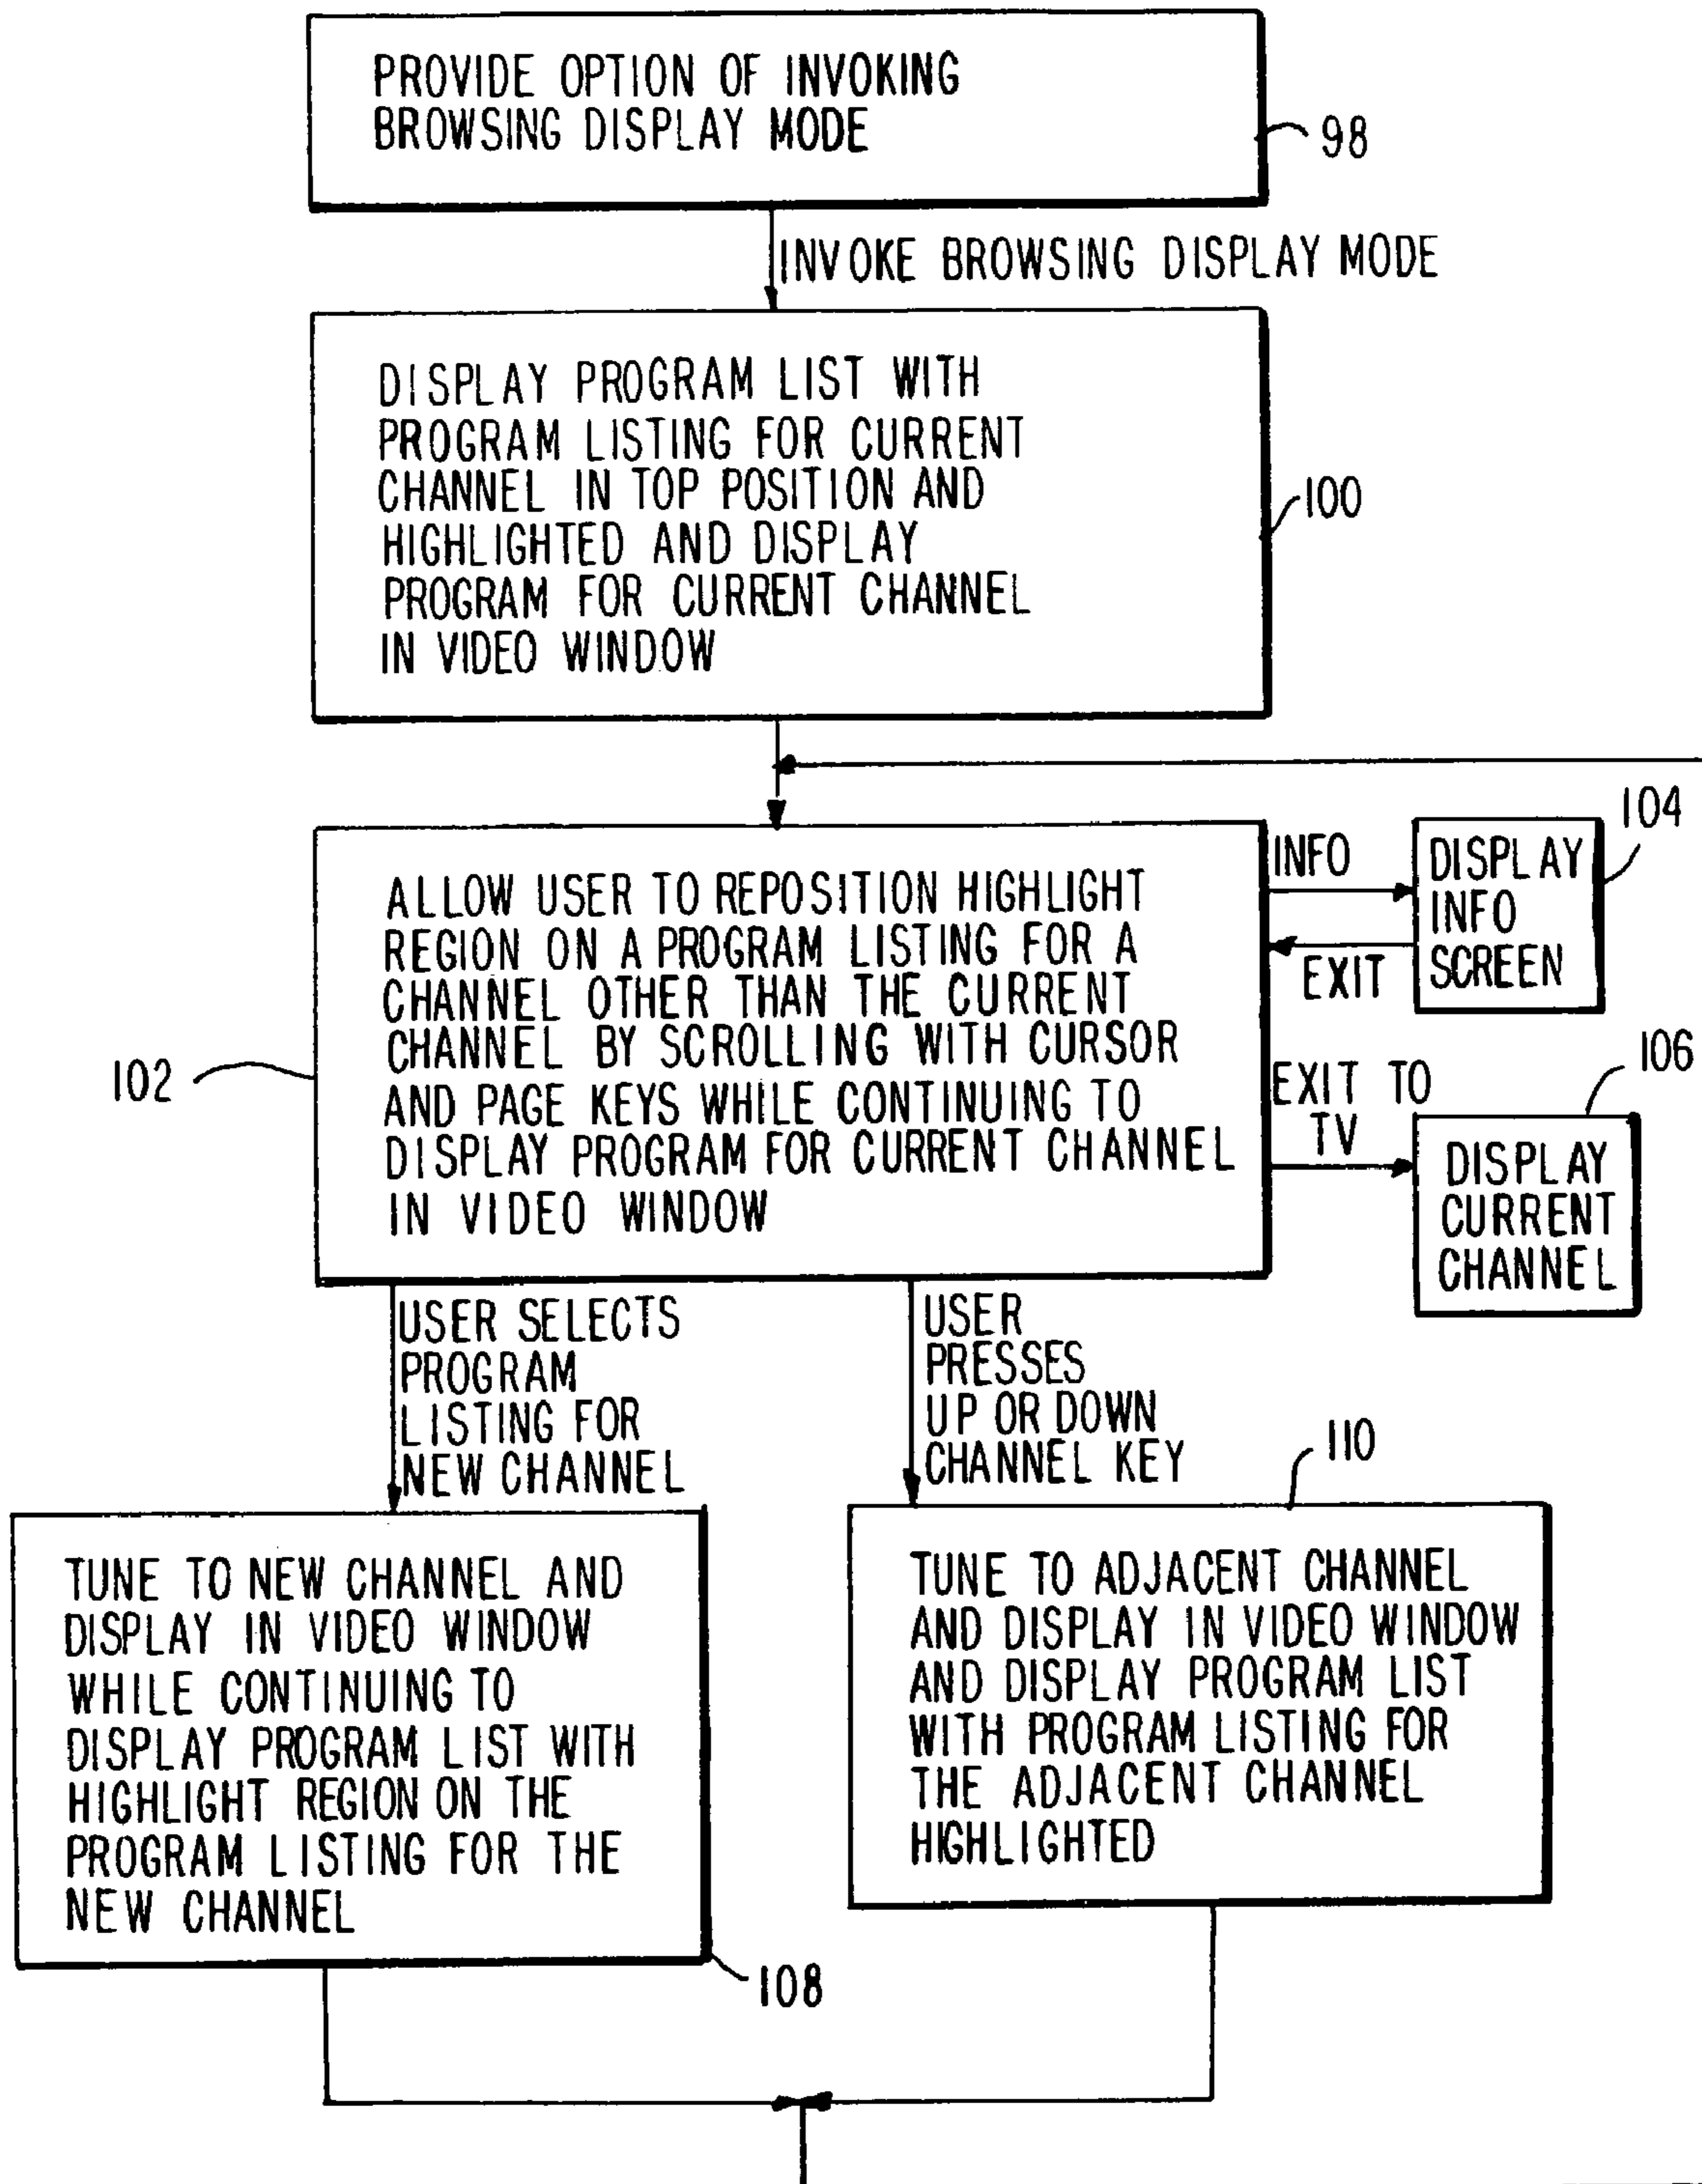 PROVIDE OPTION OF INVOKING
BROWSING DISPLAY MODE
98
INVOKE BROWSING DISPLAY MODE
DISPLAY PROGRAM LIST WITH
PROGRAM LISTING FOR CURRENT
CHANNEL IN TOP POSITION AND
HIGHLIGHTED AND DISPLAY
PROGRAM FOR CURRENT CHANNEL
IN VIDEO WINDOW
100
ALLOW USER TO REPOSITION HIGHLIGHT
REGION ON A PROGRAM LISTING FOR A
CHANNEL OTHER THAN THE CURRENT
CHANNEL BY SCROLLING WITH CURSOR
AND PAGE KEYS WHILE CONTINUING TO
DISPLAY PROGRAM FOR CURRENT CHANNEL
IN VIDEO WINDOW
102
INFO
EXIT
DISPLAY
INFO
SCREEN
104
EXIT TO
TV
DISPLAY
CURRENT
CHANNEL
106
USER SELECTS
PROGRAM
LISTING FOR
NEW CHANNEL
USER
PRESSES
UP OR DOWN
CHANNEL KEY
TUNE TO NEW CHANNEL AND
DISPLAY IN VIDEO WINDOW
WHILE CONTINUING TO
DISPLAY PROGRAM LIST WITH
HIGHLIGHT REGION ON THE
PROGRAM LISTING FOR THE
NEW CHANNEL
108
TUNE TO ADJACENT CHANNEL
AND DISPLAY IN VIDEO WINDOW
AND DISPLAY PROGRAM LIST
WITH PROGRAM LISTING FOR
THE ADJACENT CHANNEL
HIGHLIGHTED
110